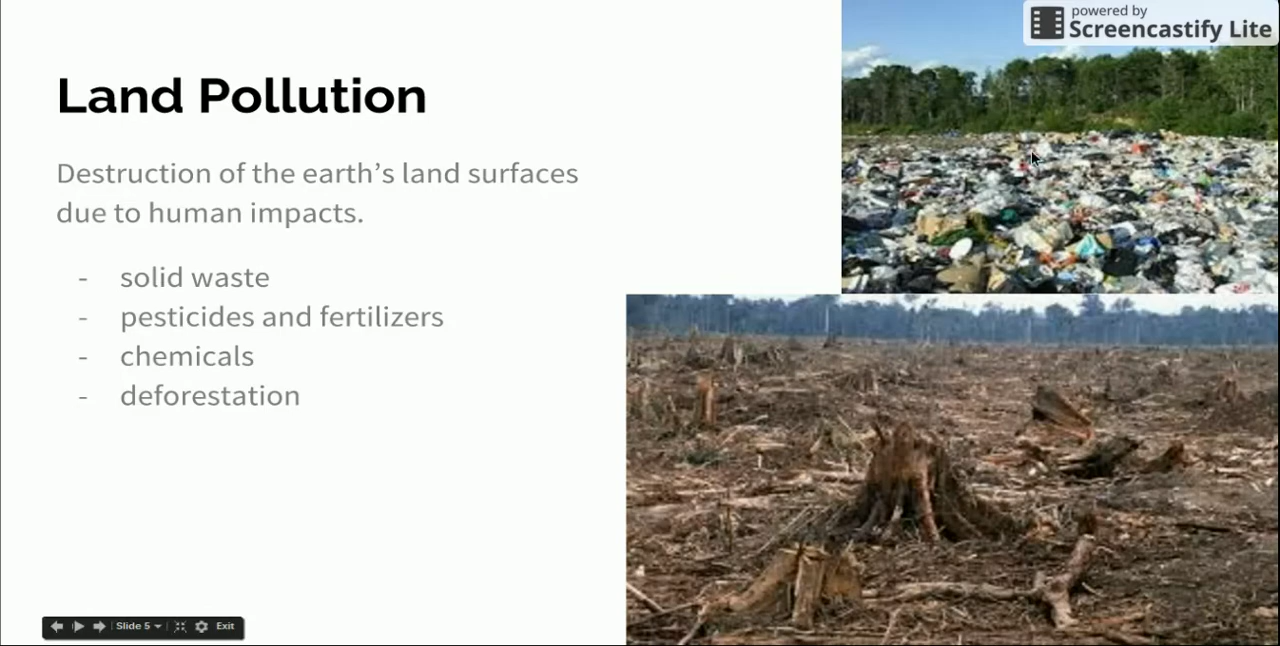 powered by
Screencastify Lite
Land Pollution
Destruction of the earth’s land surfaces
due to human impacts.
- solid waste
- pesticides and fertilizers
- chemicals
- deforestation
Slide 5
Exit